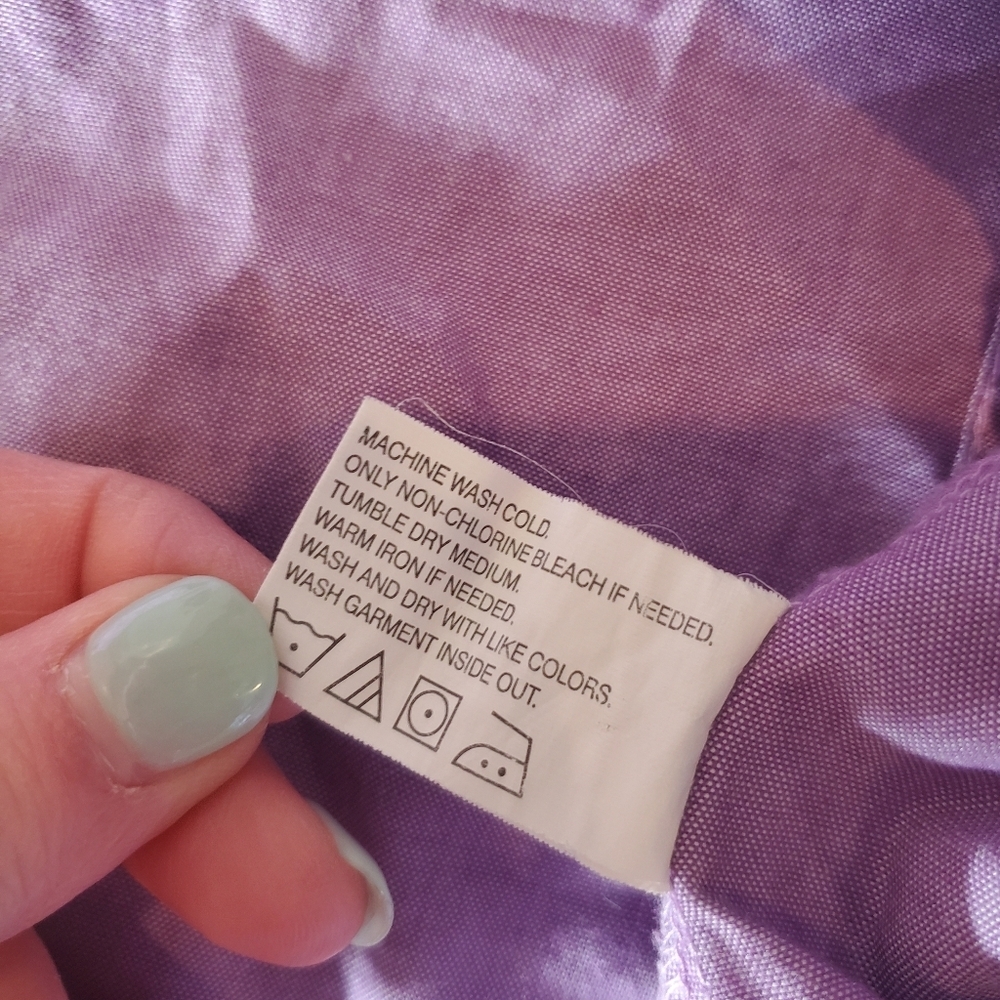 MACHINE WASH COLD.
ONLY NON-CHLORINE BLEACH IF NEEDED.
TUMBLE DRY MEDIUM.
WARM IRON IF NEEDED.
WASH AND DRY WITH LIKE COLORS.
WASH GARMENT INSIDE OUT.